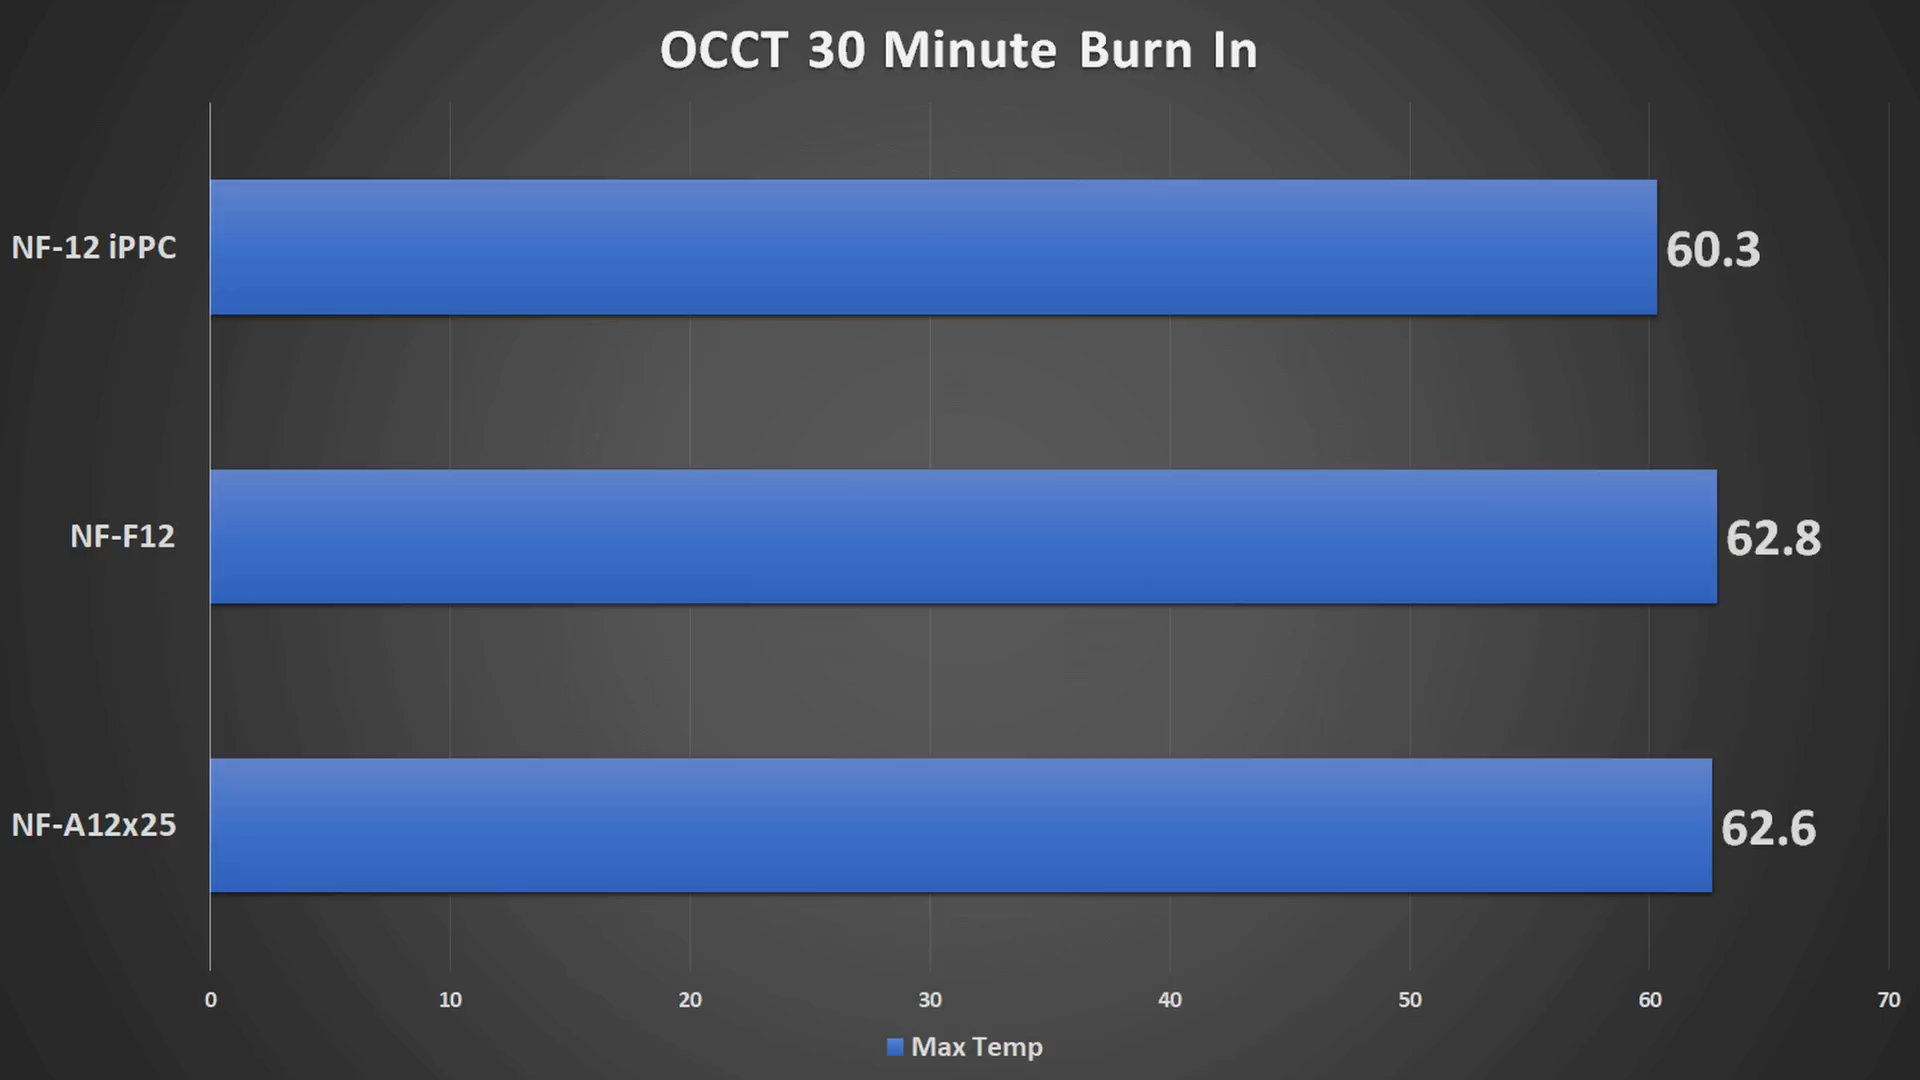 OCCT 30 Minute Burn In
NF-12 iPPC
60.3
NF-F12
62.8
NF-A12x25
62.6
0 10 20 30 40 50 60 70
Max Temp